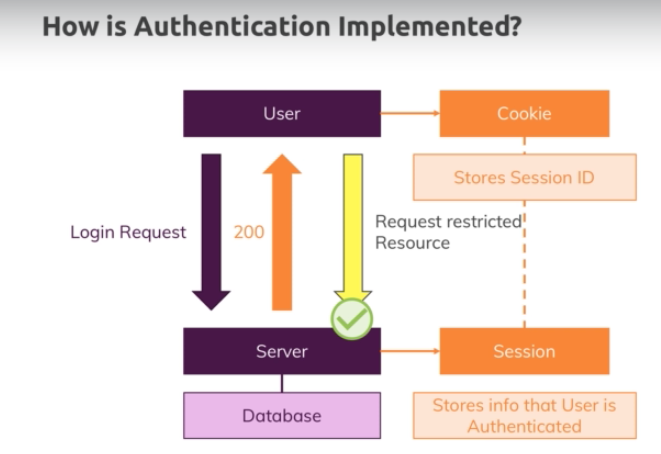 How is Authentication Implemented?
User
Cookie
Stores Session ID
Login Request
200
Request restricted
Resource
Server
Session
Database
Stores info that User is
Authenticated